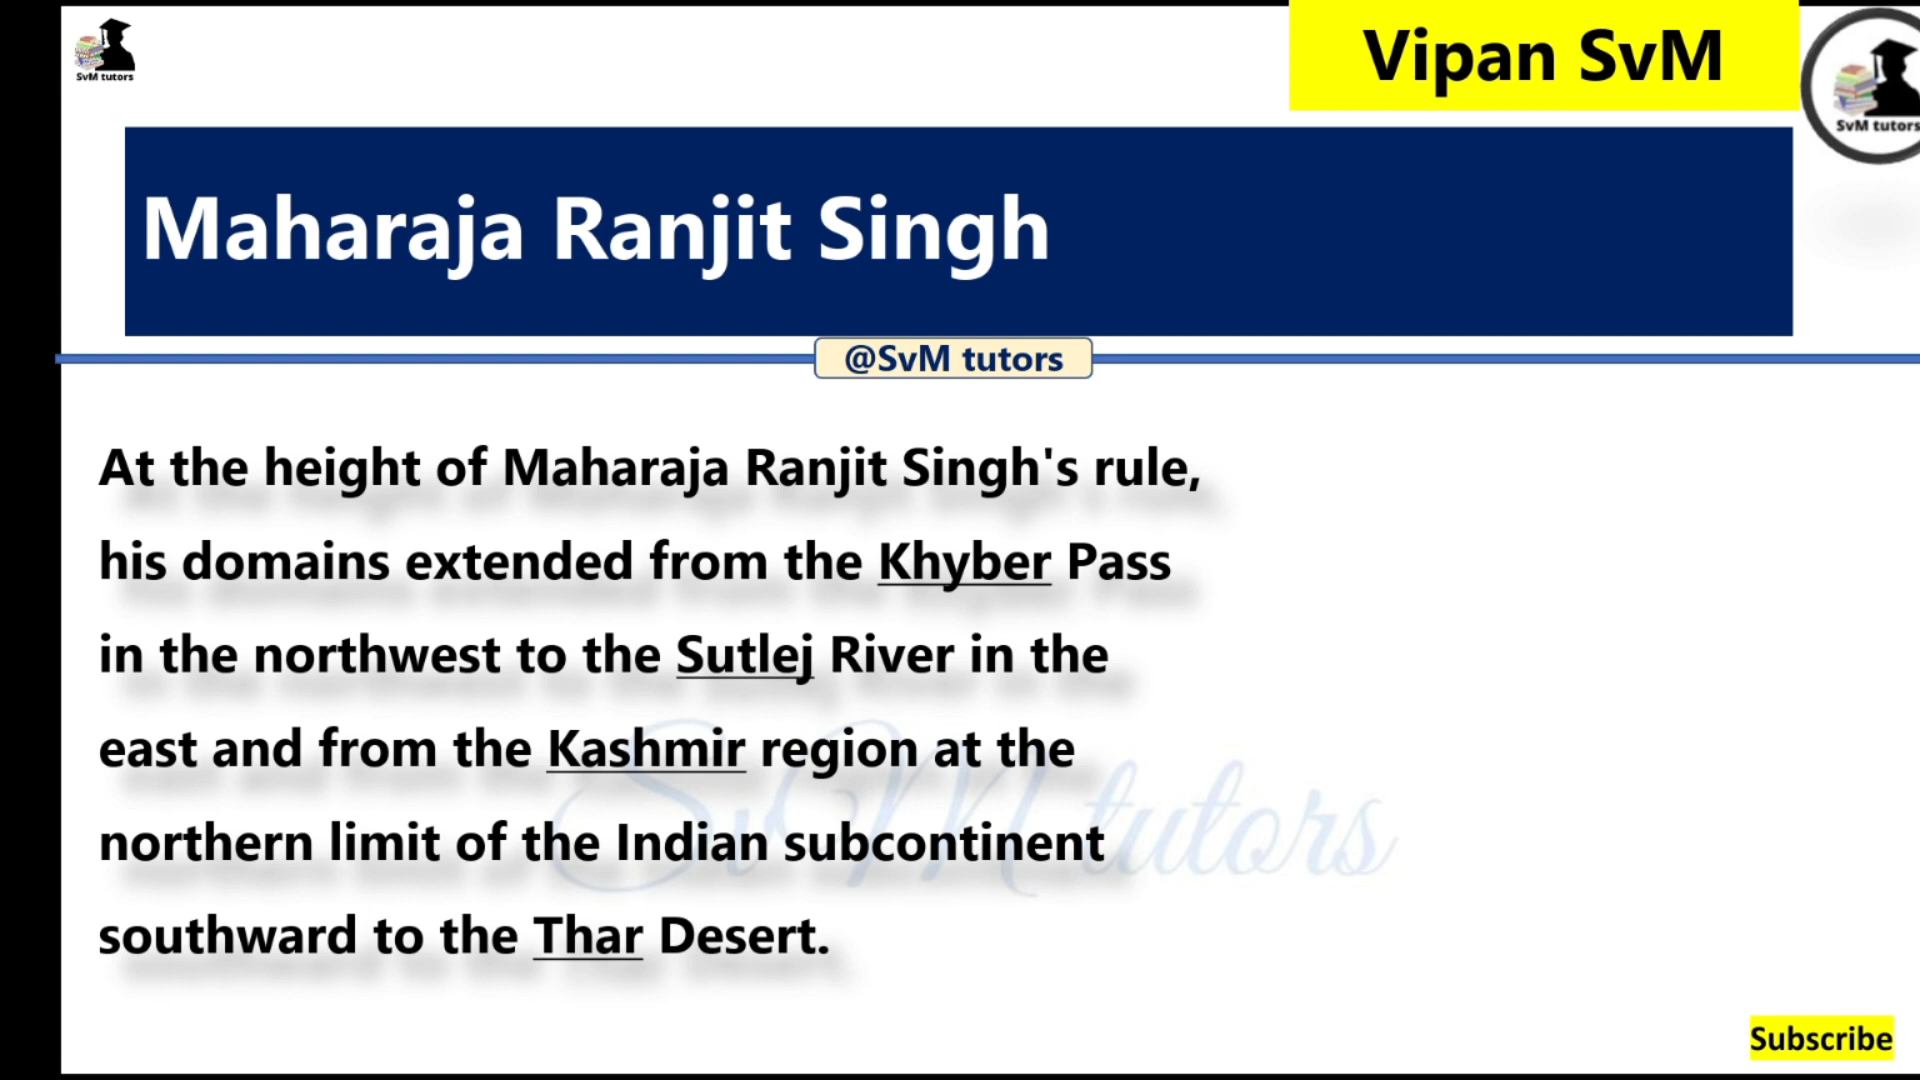 SvM tutors
Vipan SvM
SvM tutors
Maharaja Ranjit Singh
@SvM tutors
At the height of Maharaja Ranjit Singh's rule,
his domains extended from the Khyber Pass
in the northwest to the Sutlej River in the
east and from the Kashmir region at the
northern limit of the Indian subcontinent
southward to the Thar Desert.
SvM tutors
Subscribe